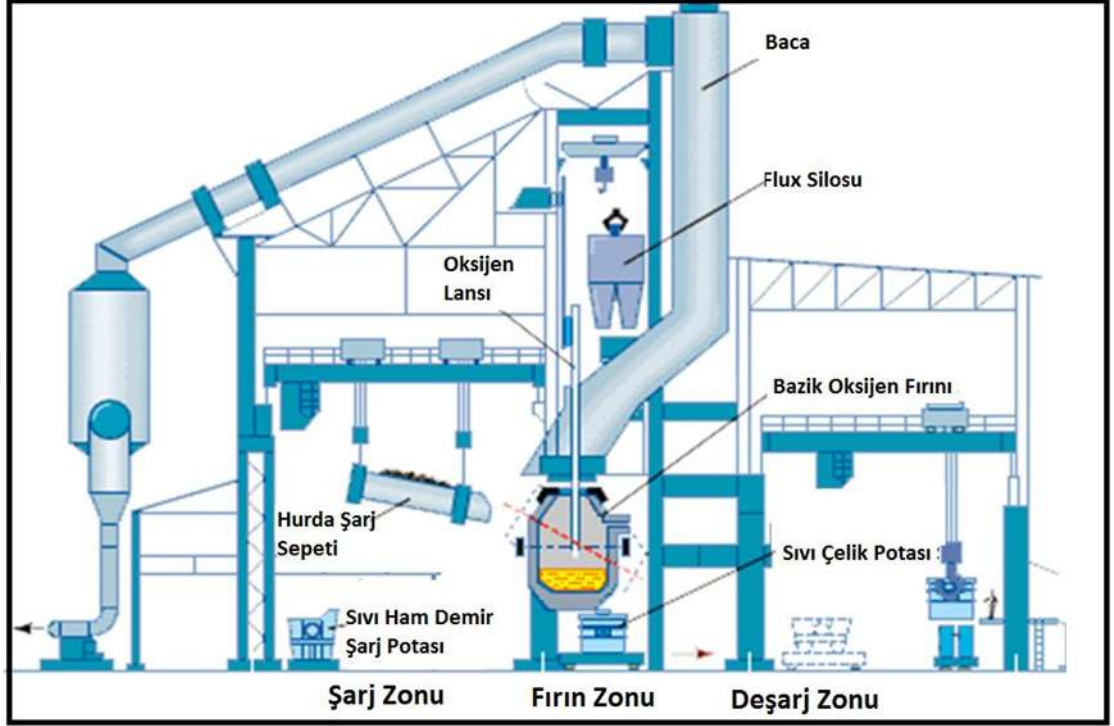 Baca
Flux Silosu
Oksijen
Lansı
Bazik Oksijen Fırını
Hurda Şarj
Sepeti
Sıvı Çelik Potası
Sıvı Ham Demir
Şarj Potası
Şarj Zonu
Fırın Zonu
Deşarj Zonu